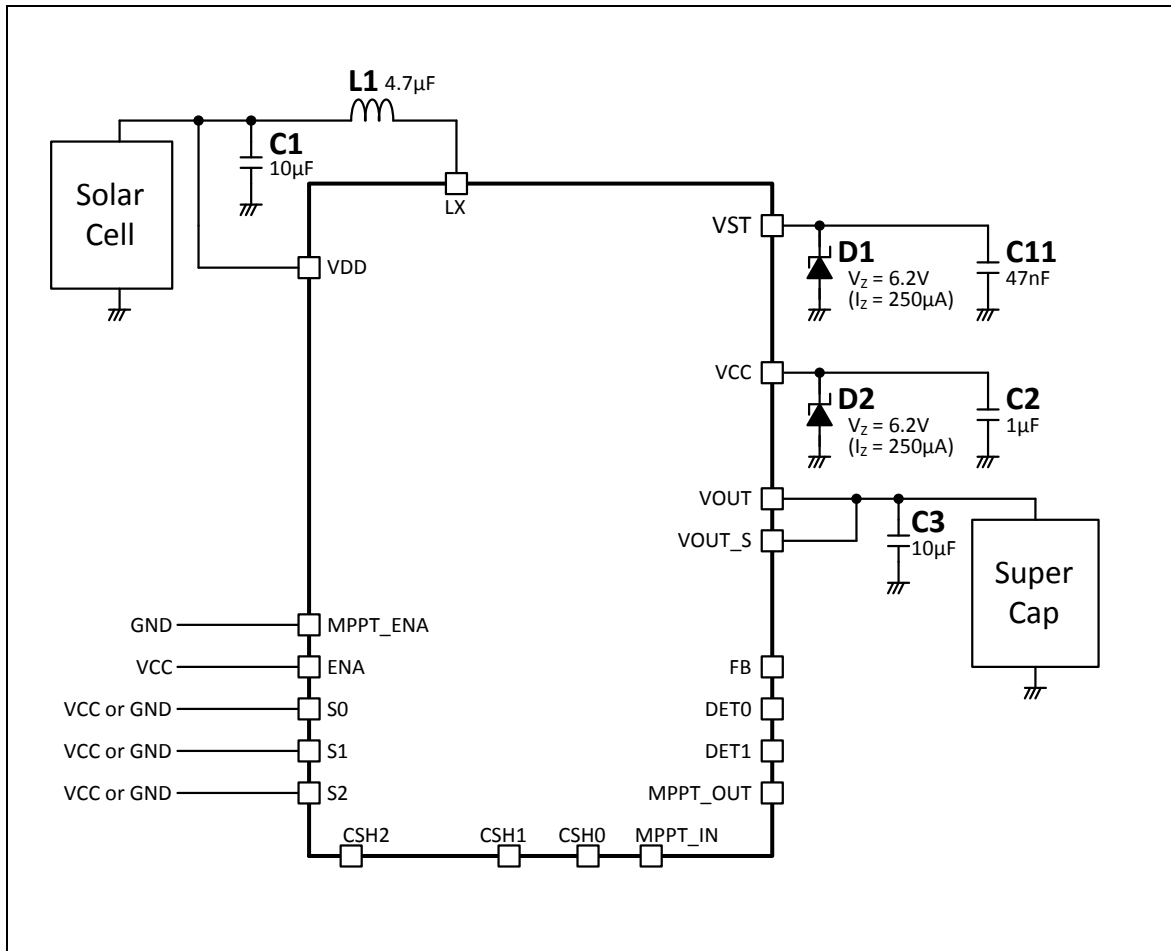 L1 4.7μF
C1
10μF
Solar
Cell
LX
VDD
VST
D1
VZ = 6.2V
(IZ = 250μA)
C11
47nF
VCC
D2
VZ = 6.2V
(IZ = 250μA)
C2
1μF
VOUT
VOUT_S
C3
10μF
Super
Cap
GND
MPPT_ENA
VCC
ENA
FB
VCC or GND
S0
DET0
VCC or GND
S1
DET1
VCC or GND
S2
MPPT_OUT
CSH2
CSH1
CSH0
MPPT_IN